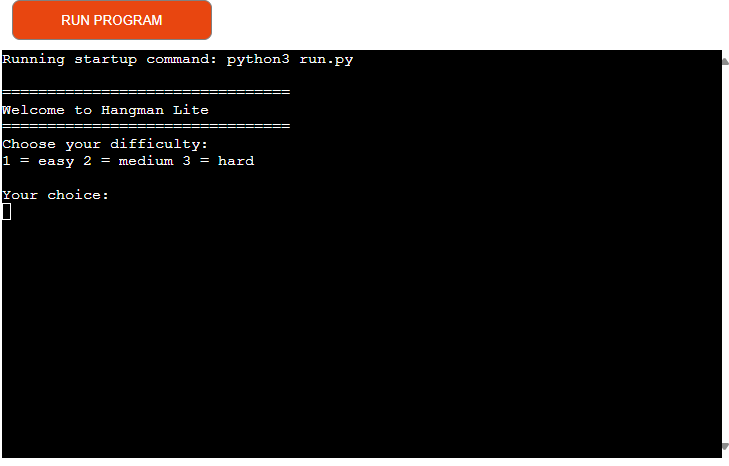 RUN PROGRAM
Running startup command: python3 run.py
================================
Welcome to Hangman Lite
================================
Choose your difficulty:
1 = easy 2 = medium 3 = hard
Your choice: